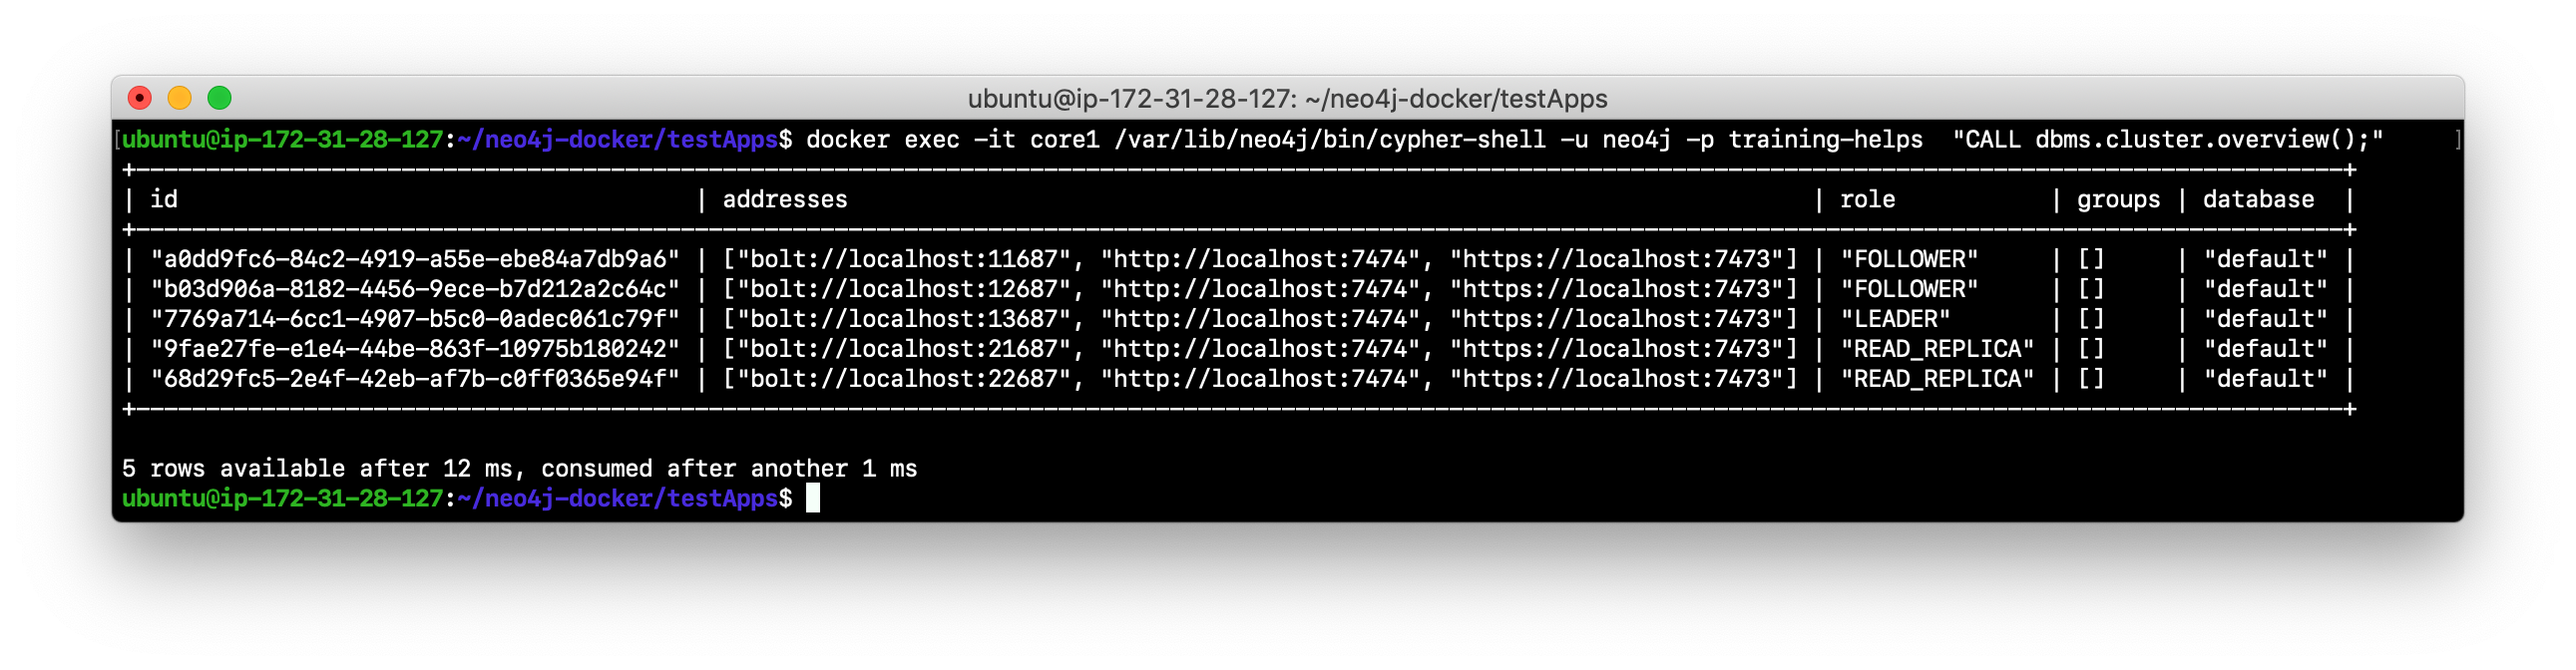 ubuntu@ip-172-31-28-127: ~/neo4j-docker/testApps
[ubuntu@ip-172-31-28-127:~/neo4j-docker/testApps$ docker exec -it core1 /var/lib/neo4j/bin/cypher-shell -u neo4j -p training-helps  "CALL dbms.cluster.overview();"     ]
+---------------------------------------------------------------------------------------------------------------------------------------------------------------+
| id                                     | addresses                                                                     | role           | groups | database  |
+---------------------------------------------------------------------------------------------------------------------------------------------------------------+
| "a0dd9fc6-84c2-4919-a55e-ebe84a7db9a6" | ["bolt://localhost:11687", "http://localhost:7474", "https://localhost:7473"] | "FOLLOWER"     | []     | "default" |
| "b03d906a-8182-4456-9ece-b7d212a2c64c" | ["bolt://localhost:12687", "http://localhost:7474", "https://localhost:7473"] | "FOLLOWER"     | []     | "default" |
| "7769a714-6cc1-4907-b5c0-0adec061c79f" | ["bolt://localhost:13687", "http://localhost:7474", "https://localhost:7473"] | "LEADER"       | []     | "default" |
| "9fae27fe-e1e4-44be-863f-10975b180242" | ["bolt://localhost:21687", "http://localhost:7474", "https://localhost:7473"] | "READ_REPLICA" | []     | "default" |
| "68d29fc5-2e4f-42eb-af7b-c0ff0365e94f" | ["bolt://localhost:22687", "http://localhost:7474", "https://localhost:7473"] | "READ_REPLICA" | []     | "default" |
+---------------------------------------------------------------------------------------------------------------------------------------------------------------+
5 rows available after 12 ms, consumed after another 1 ms
ubuntu@ip-172-31-28-127:~/neo4j-docker/testApps$